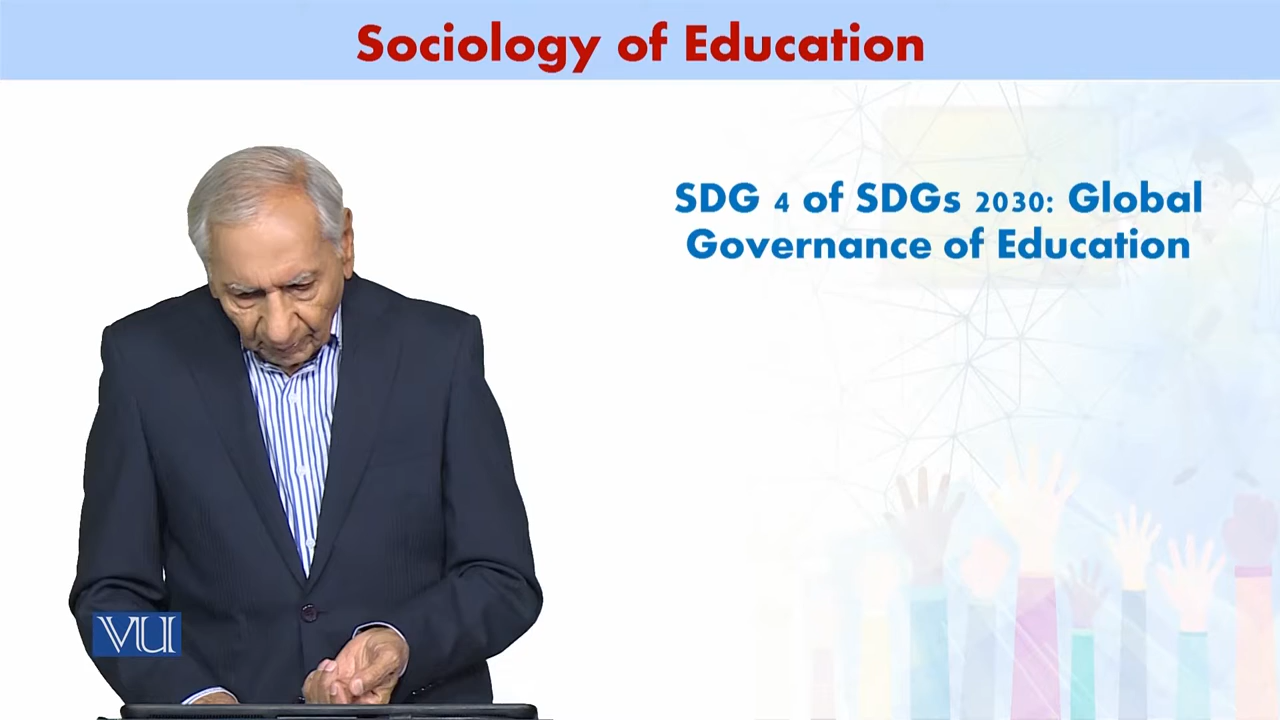 Sociology of Education
SDG 4 of SDGs 2030: Global
Governance of Education
VU